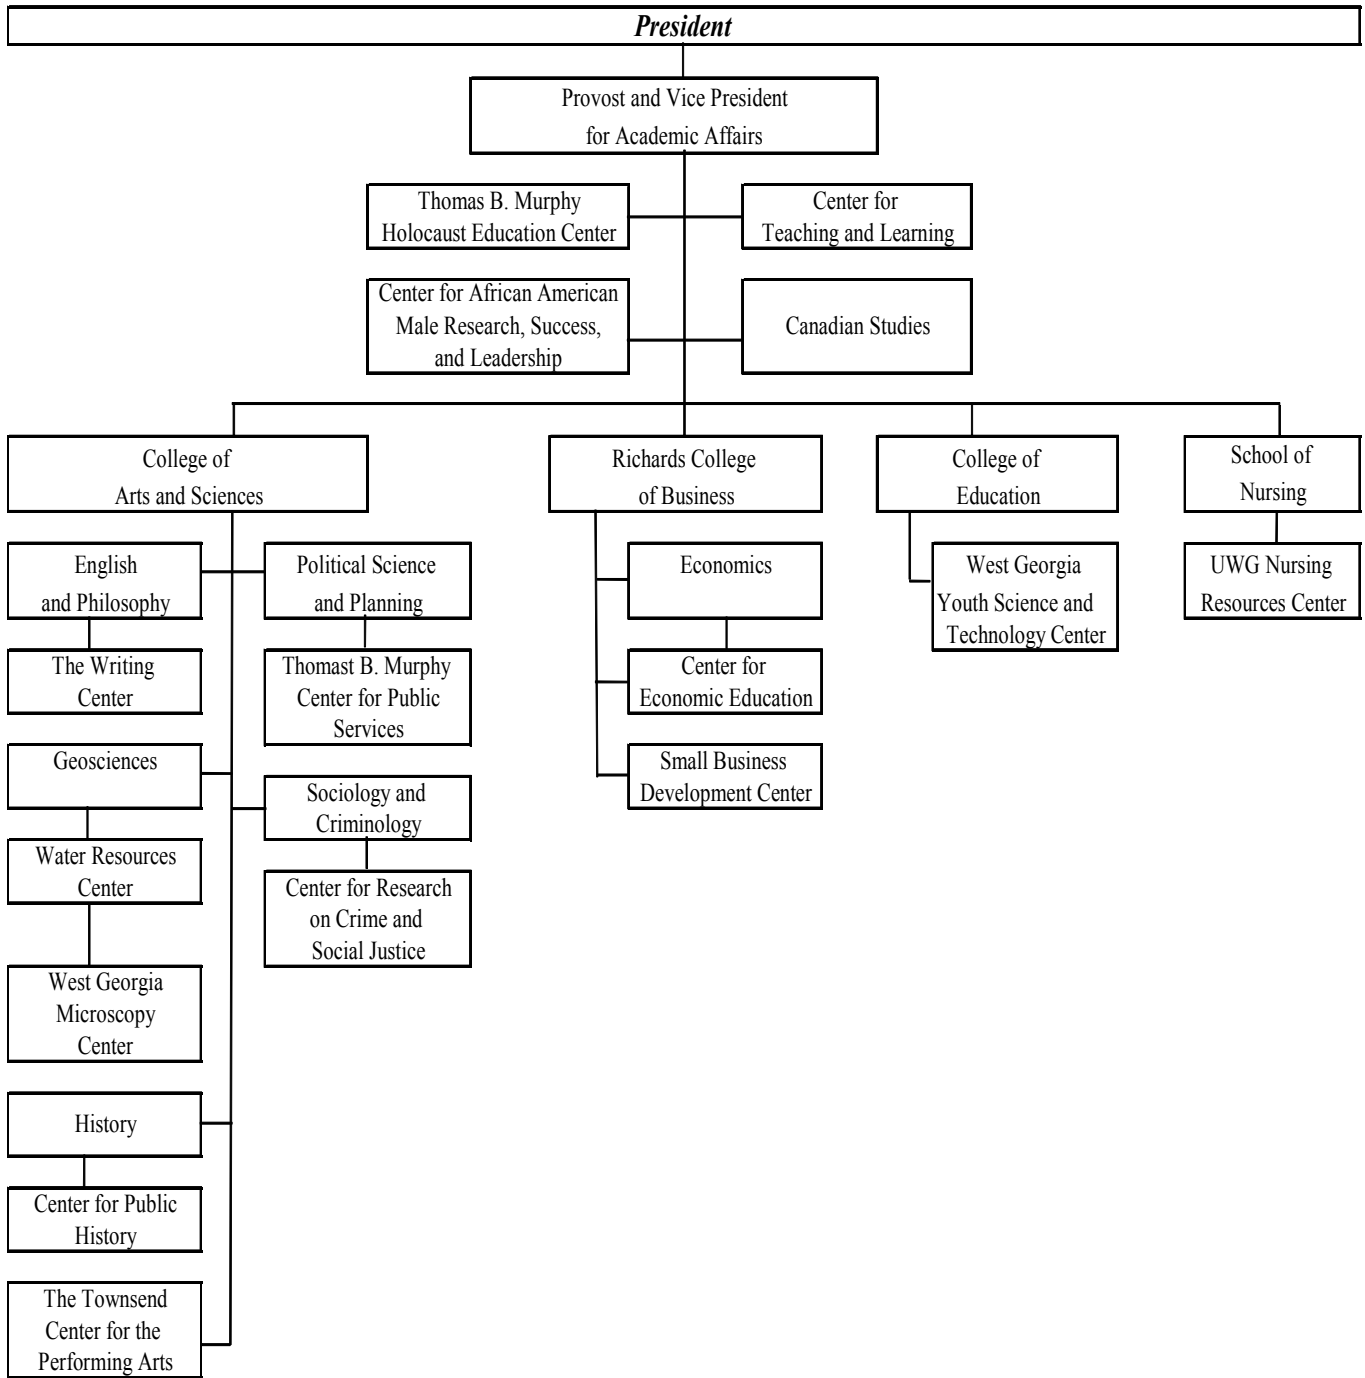 President
Provost and Vice President
for Academic Affairs
Thomas B. Murphy
Holocaust Education Center
Center for
Teaching and Learning
Center for African American
Male Research, Success,
and Leadership
Canadian Studies
College of
Arts and Sciences
Richards College
of Business
College of
Education
School of
Nursing
English
and Philosophy
Political Science
and Planning
Economics
West Georgia
Youth Science and
Technology Center
UWG Nursing
Resources Center
The Writing
Center
Thomast B. Murphy
Center for Public
Services
Center for
Economic Education
Geosciences
Sociology and
Criminology
Small Business
Development Center
Water Resources
Center
Center for Research
on Crime and
Social Justice
West Georgia
Microscopy
Center
History
Center for Public
History
The Townsend
Center for the
Performing Arts